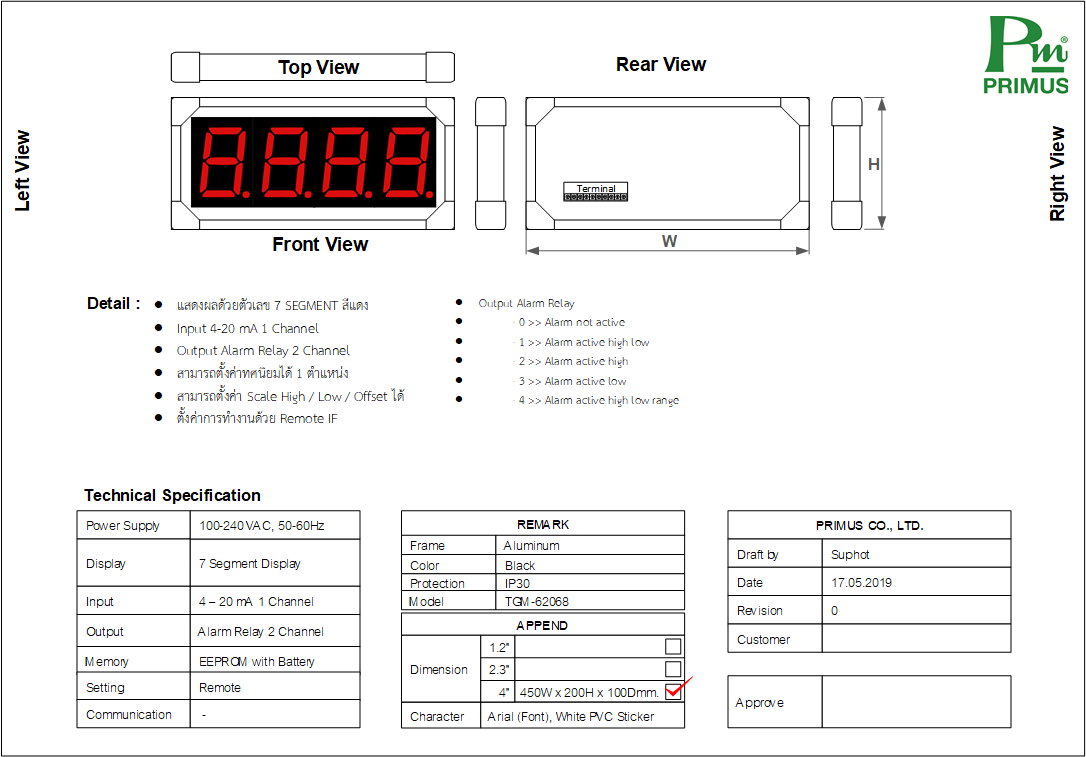 Pm®
PRIMUS
Top View
Rear View
Left View
Right View
H
Terminal
W
Front View
Detail :
แสดงผลด้วยตัวเลข 7 SEGMENT สีแดง
Input 4-20 mA 1 Channel
Output Alarm Relay 2 Channel
สามารถตั้งค่าทศนิยมได้ 1 ตำแหน่ง
สามารถตั้งค่า Scale High / Low / Offset ได้
ตั้งค่าการทำงานด้วย Remote IF
Output Alarm Relay
- 0 >> Alarm not active
- 1 >> Alarm active high low
- 2 >> Alarm active high
- 3 >> Alarm active low
- 4 >> Alarm active high low range
Technical Specification
Power Supply 100-240 VAC, 50-60Hz
Display 7 Segment Display
Input 4 – 20 mA 1 Channel
Output Alarm Relay 2 Channel
Memory EEPROM with Battery
Setting Remote
Communication -
REMARK
Frame Aluminum
Color Black
Protection IP30
Model TGM-62068
APPEND
Dimension
1.2"
2.3"
4" 450W x 200H x 100Dmm.
Character Arial (Font), White PVC Sticker
PRIMUS CO., LTD.
Draft by Suphot
Date 17.05.2019
Revision 0
Customer
Approve